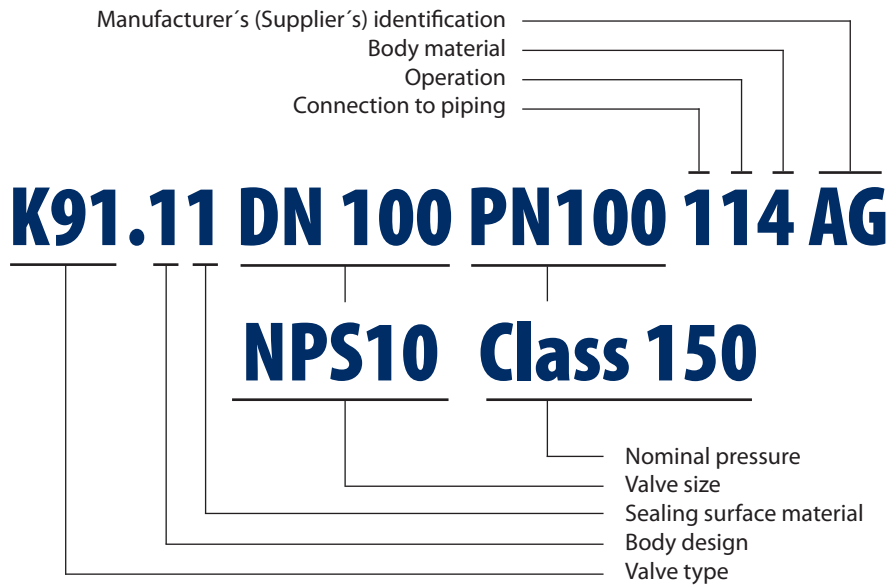 Manufacturer´s (Supplier´s) identification
Body material
Operation
Connection to piping
K91.11 DN 100 PN100 114 AG
NPS10 Class 150
Nominal pressure
Valve size
Sealing surface material
Body design
Valve type